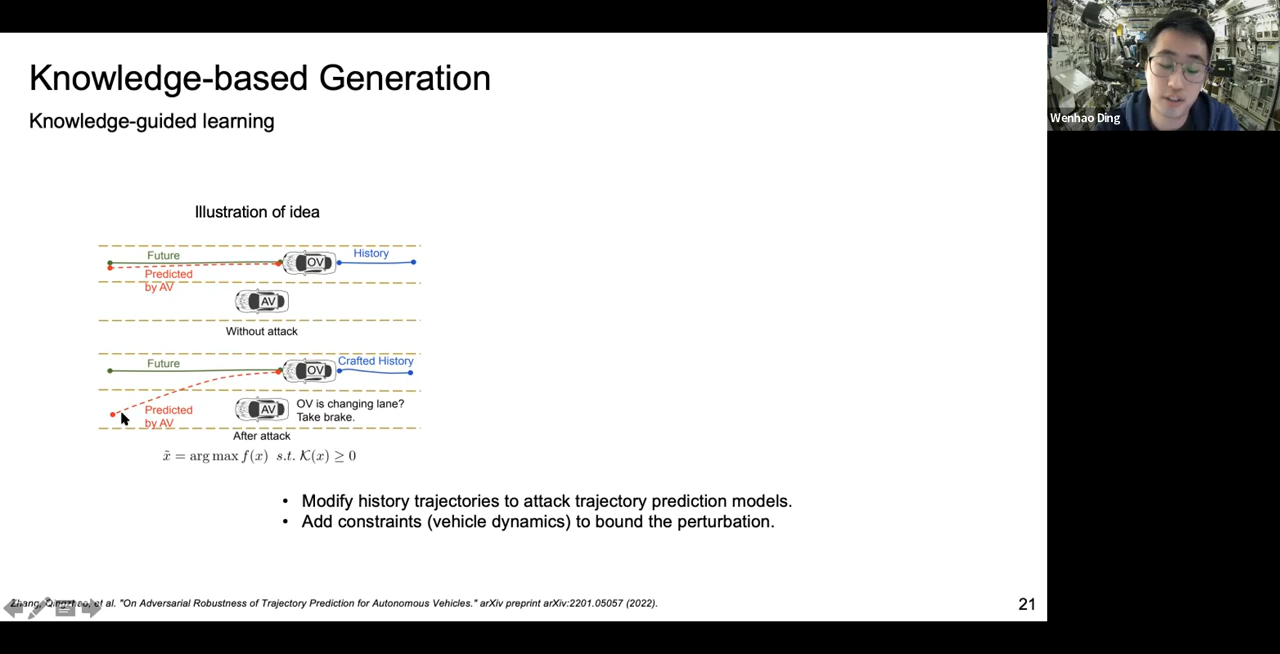 Knowledge-based Generation
Knowledge-guided learning
Wenhao Ding
Illustration of idea
Future
OV
History
Predicted
by AV
AV
Without attack
Future
OV
Crafted History
Predicted
by AV
AV
OV is changing lane?
Take brake.
After attack
x̃ = arg max f(x) s.t. K(x) ≥ 0
• Modify history trajectories to attack trajectory prediction models.
• Add constraints (vehicle dynamics) to bound the perturbation.
Zhang, Qingzhao, et al. "On Adversarial Robustness of Trajectory Prediction for Autonomous Vehicles." arXiv preprint arXiv:2201.05057 (2022).
21